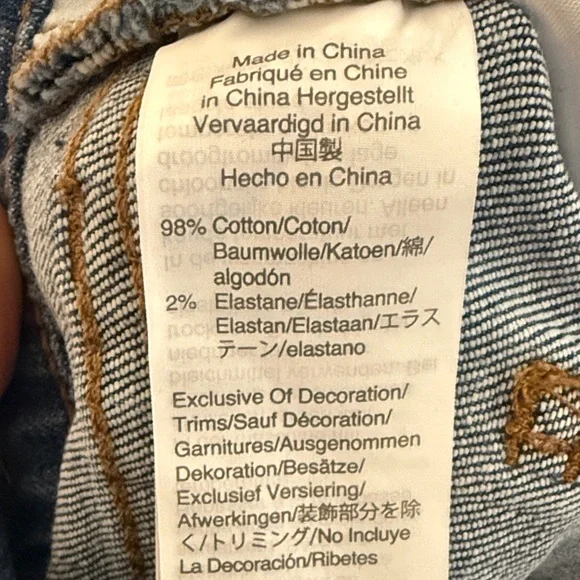 Made in China
Fabriqué en Chine
in China Hergestellt
Vervaardigd in China
中国製
Hecho en China
98% Cotton/Coton/
Baumwolle/Katoen/綿/
algodón
2% Elastane/Élasthanne/
Elastan/Elastaan/エラス
テーン/elastano
Exclusive Of Decoration/
Trims/Sauf Décoration/
Garnitures/Ausgenommen
Dekoration/Besätze/
Exclusief Versiering/
Afwerkingen/装飾部分を除
く/トリミング/No Incluye
La Decoración/Ribetes